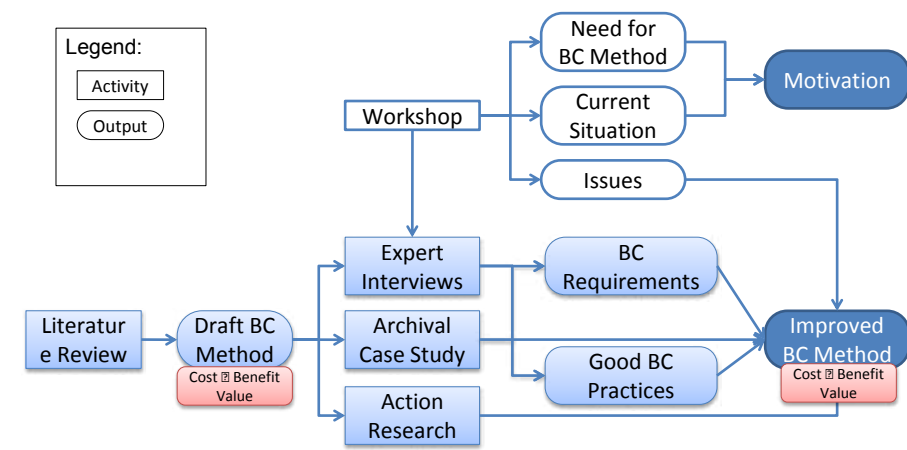 Legend:
Activity
Output
Need for
BC Method
Motivation
Workshop
Current
Situation
Issues
Expert
Interviews
BC
Requirements
Literatur
e Review
Draft BC
Method
Cost ⍰ Benefit
Value
Archival
Case Study
Improved
BC Method
Cost ⍰ Benefit
Value
Good BC
Practices
Action
Research